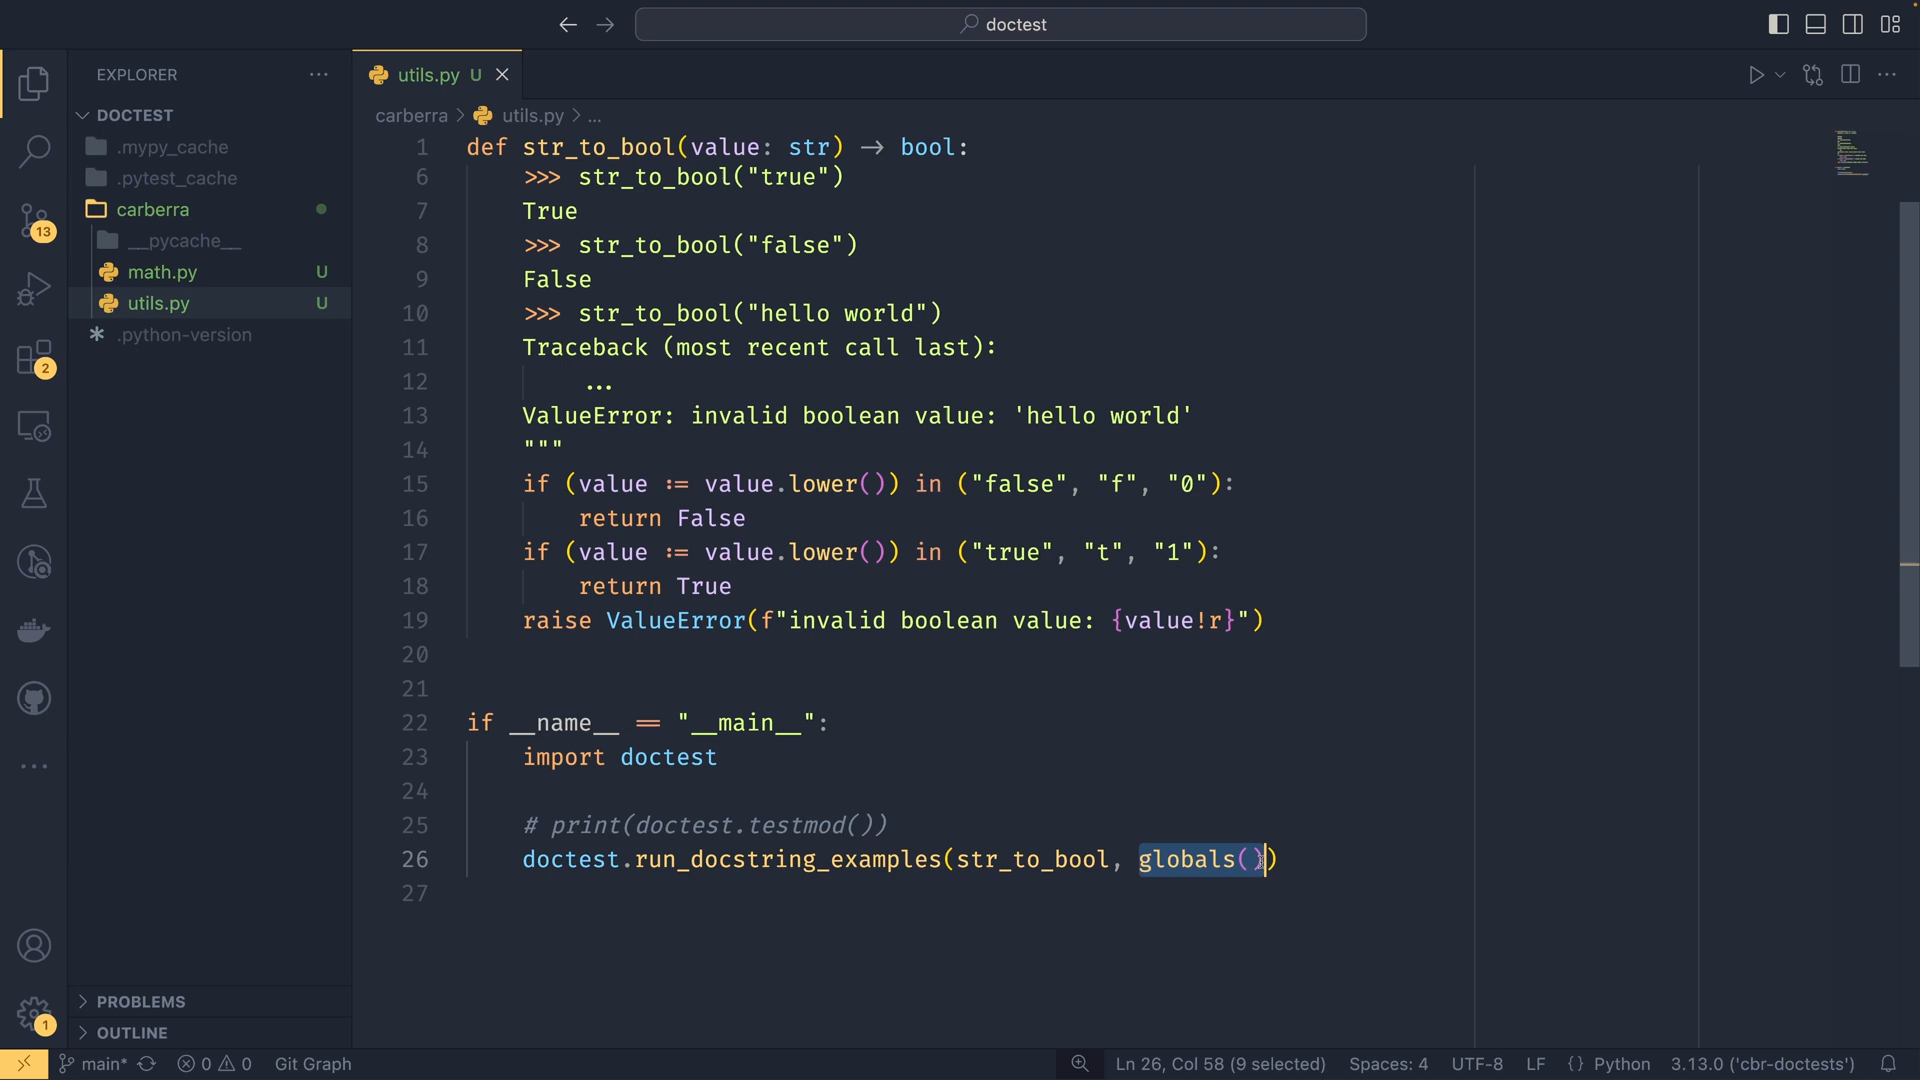 doctest
EXPLORER
utils.py U
DOCTEST
carberra > utils.py > ...
.mypy_cache
.pytest_cache
carberra
__pycache__
math.py U
utils.py U
.python-version
13
2
1 def str_to_bool(value: str) -> bool:
6 >>> str_to_bool("true")
7 True
8 >>> str_to_bool("false")
9 False
10 >>> str_to_bool("hello world")
11 Traceback (most recent call last):
12 ...
13 ValueError: invalid boolean value: 'hello world'
14 """
15 if (value := value.lower()) in ("false", "f", "0"):
16 return False
17 if (value := value.lower()) in ("true", "t", "1"):
18 return True
19 raise ValueError(f"invalid boolean value: {value!r}")
20
21
22 if __name__ == "__main__":
23 import doctest
24
25 # print(doctest.testmod())
26 doctest.run_docstring_examples(str_to_bool, globals())
27
PROBLEMS
OUTLINE
1
main* 0 0 Git Graph Ln 26, Col 58 (9 selected) Spaces: 4 UTF-8 LF {} Python 3.13.0 ('cbr-doctests')